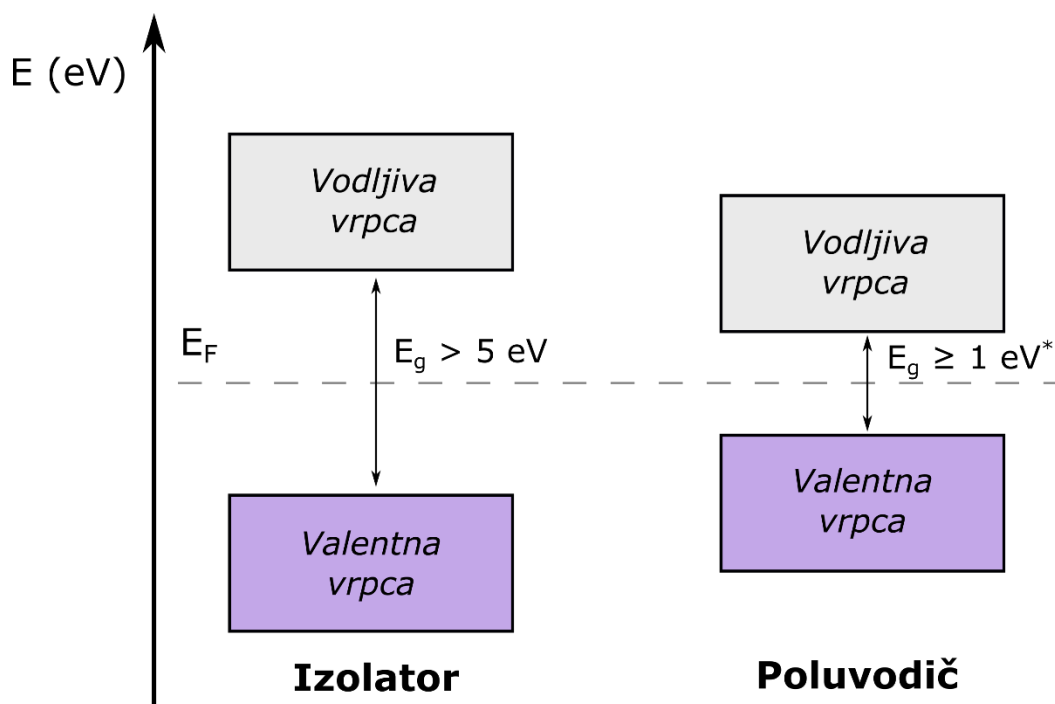 E (eV)
Vodljiva
vrpca
E_F
E_g > 5 eV
Valentna
vrpca
Izolator
Vodljiva
vrpca
E_g ≥ 1 eV*
Valentna
vrpca
Poluvodič